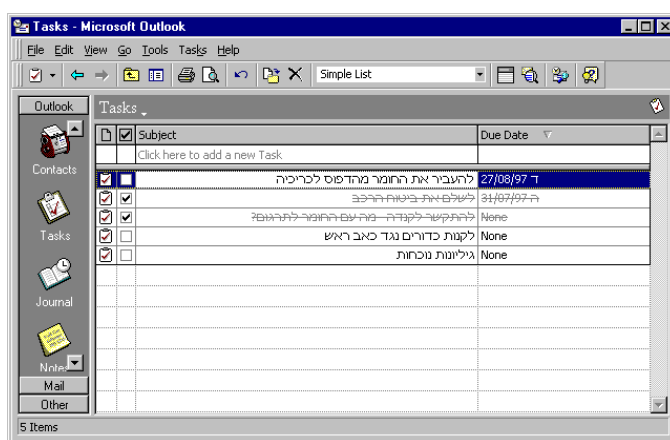 Tasks - Microsoft Outlook
File Edit View Go Tools Tasks Help
Simple List
Outlook
Tasks
Subject Due Date
Click here to add a new Task
להעביר את החומר מהדפוס לכריכיה ד 27/08/97
לשלם את ביטוח הרכב ה 31/07/97
להתקשר לקנדה - מה עם החומר לתרגום? None
לקנות כדורים נגד כאב ראש None
גיליונות נוכחות None
Contacts
Tasks
Journal
Notes
Mail
Other
5 Items